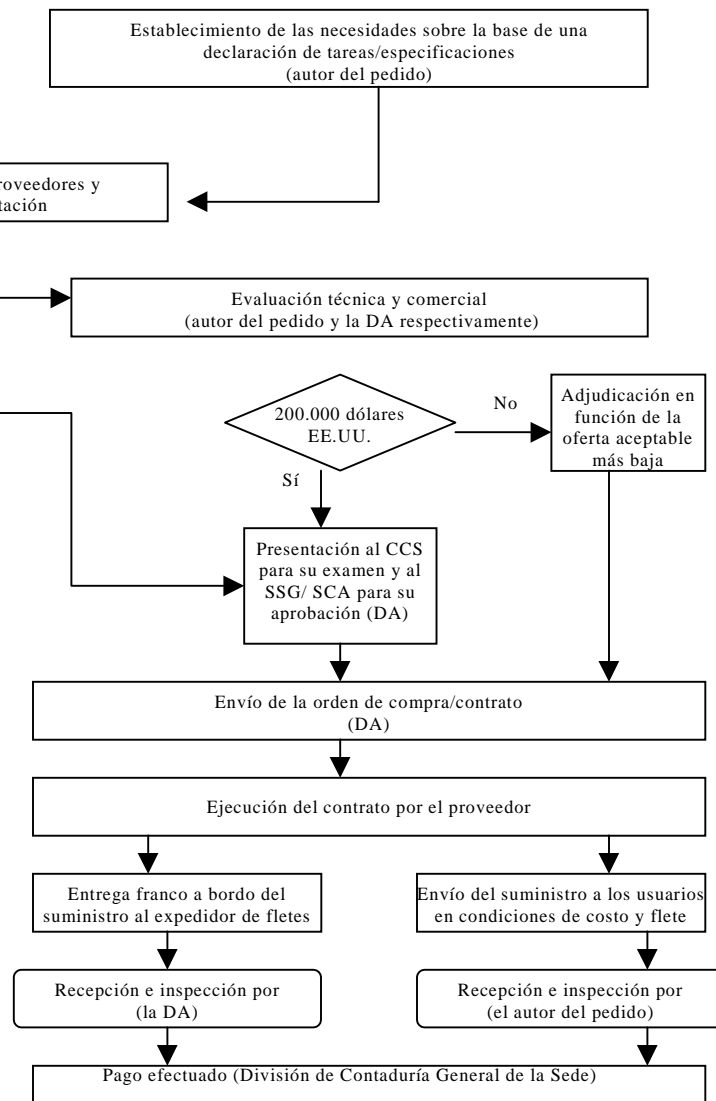 Establecimiento de las necesidades sobre la base de una
declaración de tareas/especificaciones
(autor del pedido)
roveedores y
tación
Evaluación técnica y comercial
(autor del pedido y la DA respectivamente)
200.000 dólares
EE.UU.
No
Adjudicación en
función de la
oferta aceptable
más baja
Sí
Presentación al CCS
para su examen y al
SSG/ SCA para su
aprobación (DA)
Envío de la orden de compra/contrato
(DA)
Ejecución del contrato por el proveedor
Entrega franco a bordo del
suministro al expedidor de fletes
Envío del suministro a los usuarios
en condiciones de costo y flete
Recepción e inspección por
(la DA)
Recepción e inspección por
(el autor del pedido)
Pago efectuado (División de Contaduría General de la Sede)